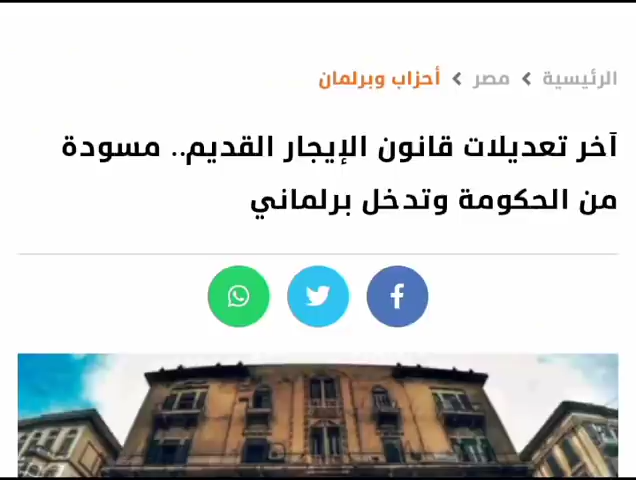 الرئيسية > مصر > أحزاب وبرلمان
آخر تعديلات قانون الإيجار القديم.. مسودة
من الحكومة وتدخل برلماني